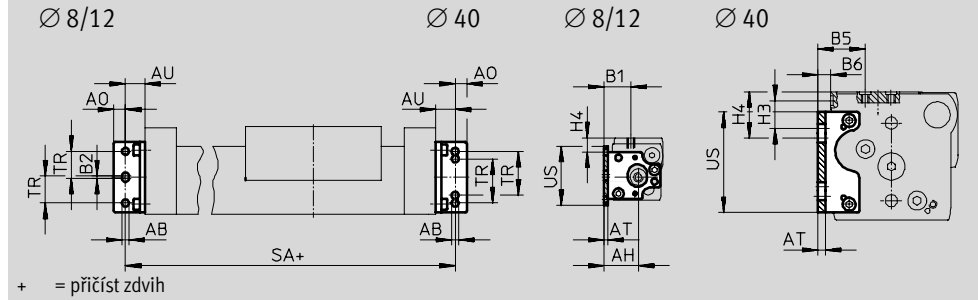 ∅ 8/12
∅ 40
∅ 8/12
∅ 40
AO
AU
TR
B2
TR
AB
SA+
AU
AO
TR
TR
AB
B1
H4
US
AT
AH
B5
B6
H4
H3
US
AT
+ = přičíst zdvih